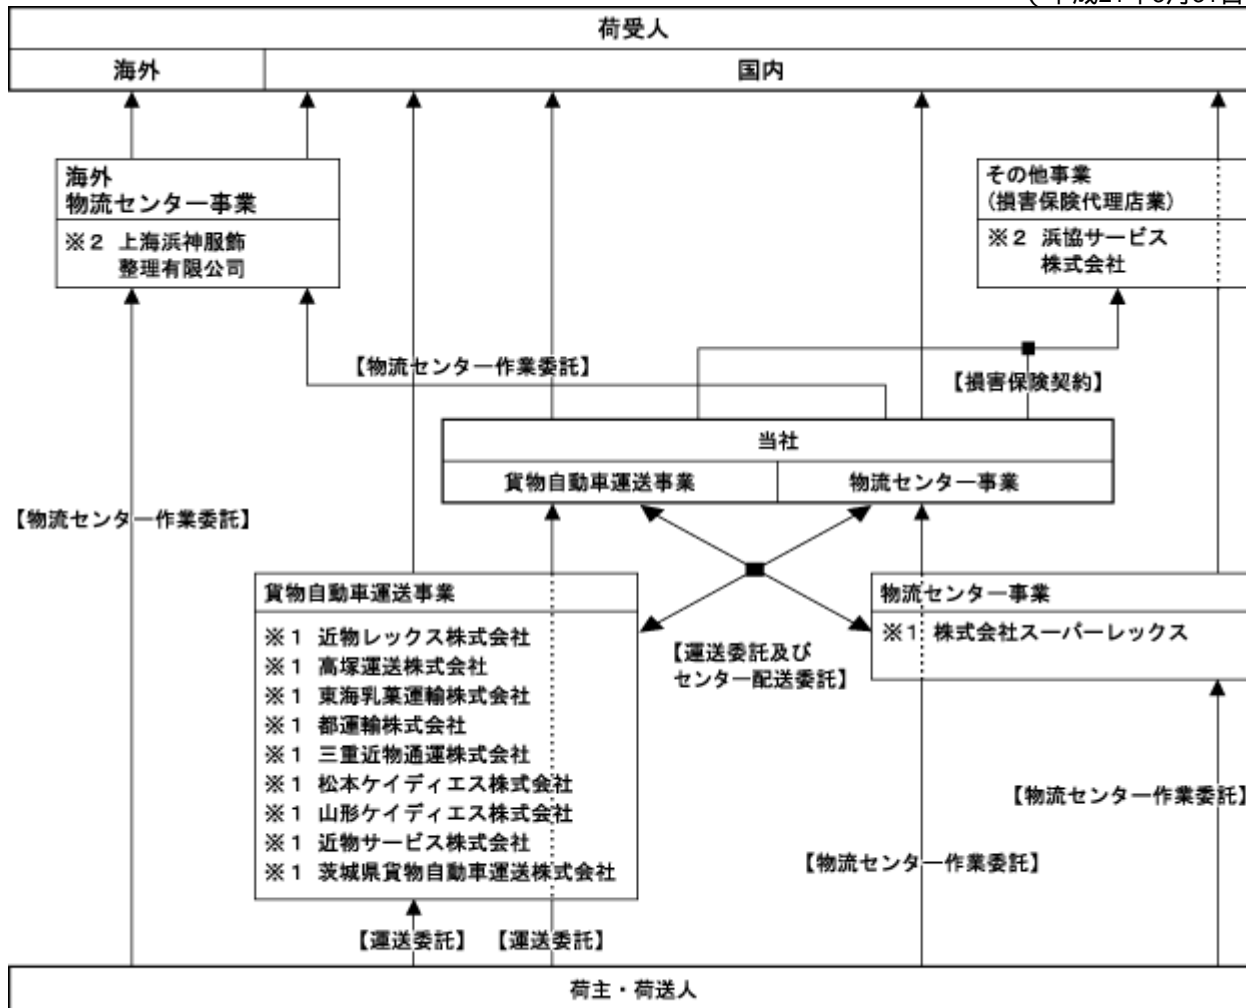 荷受人
海外
国内
海外
物流センター事業
※2 上海浜神服飾
整理有限公司
その他事業
(損害保険代理店業)
※2 浜協サービス
株式会社
【物流センター作業委託】
【損害保険契約】
当社
貨物自動車運送事業
物流センター事業
【物流センター作業委託】
貨物自動車運送事業
※1 近物レックス株式会社
※1 高塚運送株式会社
※1 東海乳菓運輸株式会社
※1 都運輸株式会社
※1 三重近物通運株式会社
※1 松本ケイディエス株式会社
※1 山形ケイディエス株式会社
※1 近物サービス株式会社
※1 茨城県貨物自動車運送株式会社
【運送委託及び
センター配送委託】
物流センター事業
※1 株式会社スーパーレックス
【物流センター作業委託】
【物流センター作業委託】
【運送委託】
【運送委託】
荷主・荷送人